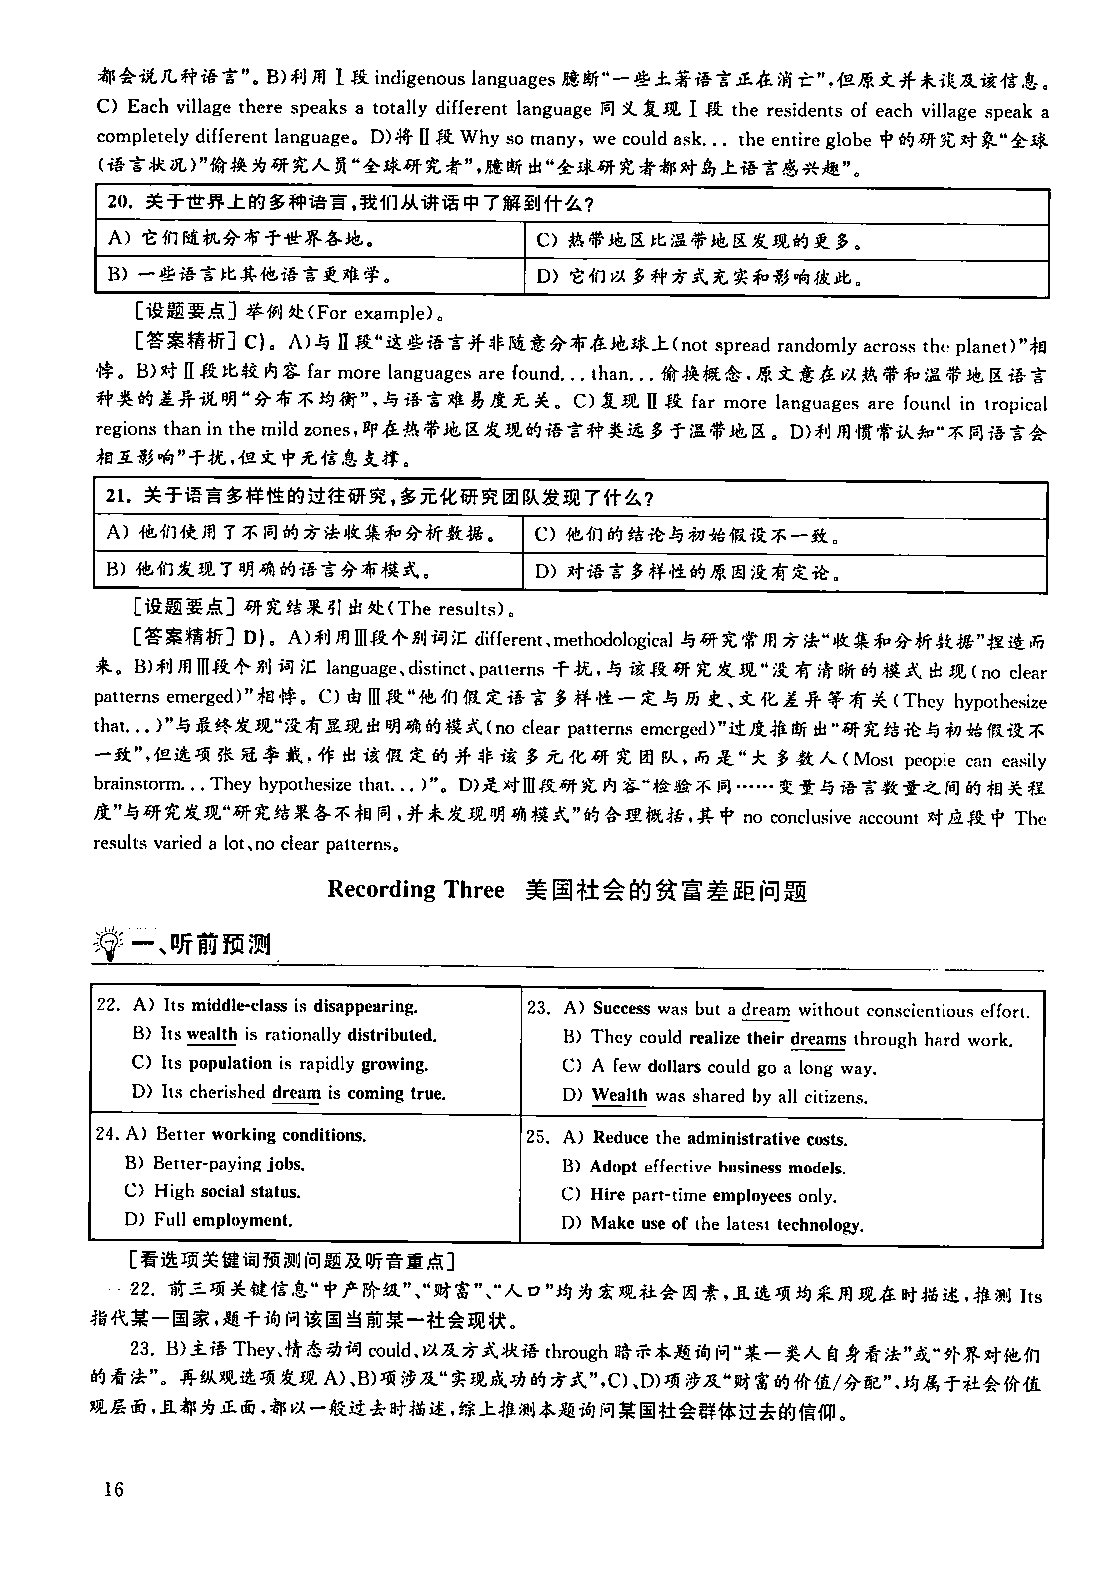 都会说几种语言”。B)利用Ⅰ段 indigenous languages 臆断“一些土著语言正在消亡”,但原文并未谈及该信息。
C) Each village there speaks a totally different language 同义复现Ⅰ段 the residents of each village speak a
completely different language。D)将Ⅱ段 Why so many, we could ask... the entire globe 中的研究对象“全球
(语言状况)”偷换为研究人员“全球研究者”,臆断出“全球研究者都对岛上语言感兴趣”。
20. 关于世界上的多种语言,我们从讲话中了解到什么?
A) 它们随机分布于世界各地。
C) 热带地区比温带地区发现的更多。
B) 一些语言比其他语言更难学。
D) 它们以多种方式充实和影响彼此。
[设题要点] 举例处(For example)。
[答案精析] C)。A)与Ⅱ段“这些语言并非随意分布在地球上(not spread randomly across the planet)”相
悖。B)对Ⅱ段比较内容 far more languages are found... than... 偷换概念,原文意在以热带和温带地区语言
种类的差异说明“分布不均衡”,与语言难易度无关。C)复现Ⅱ段 far more languages are found in tropical
regions than in the mild zones,即在热带地区发现的语言种类远多于温带地区。D)利用惯常认知“不同语言会
相互影响”干扰,但文中无信息支撑。
21. 关于语言多样性的过往研究,多元化研究团队发现了什么?
A) 他们使用了不同的方法收集和分析数据。
C) 他们的结论与初始假设不一致。
B) 他们发现了明确的语言分布模式。
D) 对语言多样性的原因没有定论。
[设题要点] 研究结果引出处(The results)。
[答案精析] D)。A)利用Ⅲ段个别词汇 different、methodological 与研究常用方法“收集和分析数据”捏造而
来。B)利用Ⅲ段个别词汇 language、distinct、patterns 干扰,与该段研究发现“没有清晰的模式出现(no clear
patterns emerged)”相悖。C)由Ⅲ段“他们假定语言多样性一定与历史、文化差异等有关(They hypothesize
that...)”与最终发现“没有显现出明确的模式(no clear patterns emerged)”过度推断出“研究结论与初始假设不
一致”,但选项张冠李戴,作出该假定的并非该多元化研究团队,而是“大多数人(Most people can easily
brainstorm... They hypothesize that...)”。D)是对Ⅲ段研究内容“检验不同……变量与语言数量之间的相关程
度”与研究发现“研究结果各不相同,并未发现明确模式”的合理概括,其中 no conclusive account 对应段中 The
results varied a lot、no clear patterns。
Recording Three 美国社会的贫富差距问题
一、听前预测
22. A) Its middle-class is disappearing.
B) Its wealth is rationally distributed.
C) Its population is rapidly growing.
D) Its cherished dream is coming true.
23. A) Success was but a dream without conscientious effort.
B) They could realize their dreams through hard work.
C) A few dollars could go a long way.
D) Wealth was shared by all citizens.
24. A) Better working conditions.
B) Better-paying jobs.
C) High social status.
D) Full employment.
25. A) Reduce the administrative costs.
B) Adopt effective business models.
C) Hire part-time employees only.
D) Make use of the latest technology.
[看选项关键词预测问题及听音重点]
22. 前三项关键信息“中产阶级”、“财富”、“人口”均为宏观社会因素,且选项均采用现在时描述,推测 Its
指代某一国家,题干询问该国当前某一社会现状。
23. B)主语 They、情态动词 could、以及方式状语 through 暗示本题询问“某一类人自身看法”或“外界对他们
的看法”。再纵观选项发现 A)、B)项涉及“实现成功的方式”,C)、D)项涉及“财富的价值/分配”,均属于社会价值
观层面,且都为正面,都以一般过去时描述,综上推测本题询问某国社会群体过去的信仰。
16